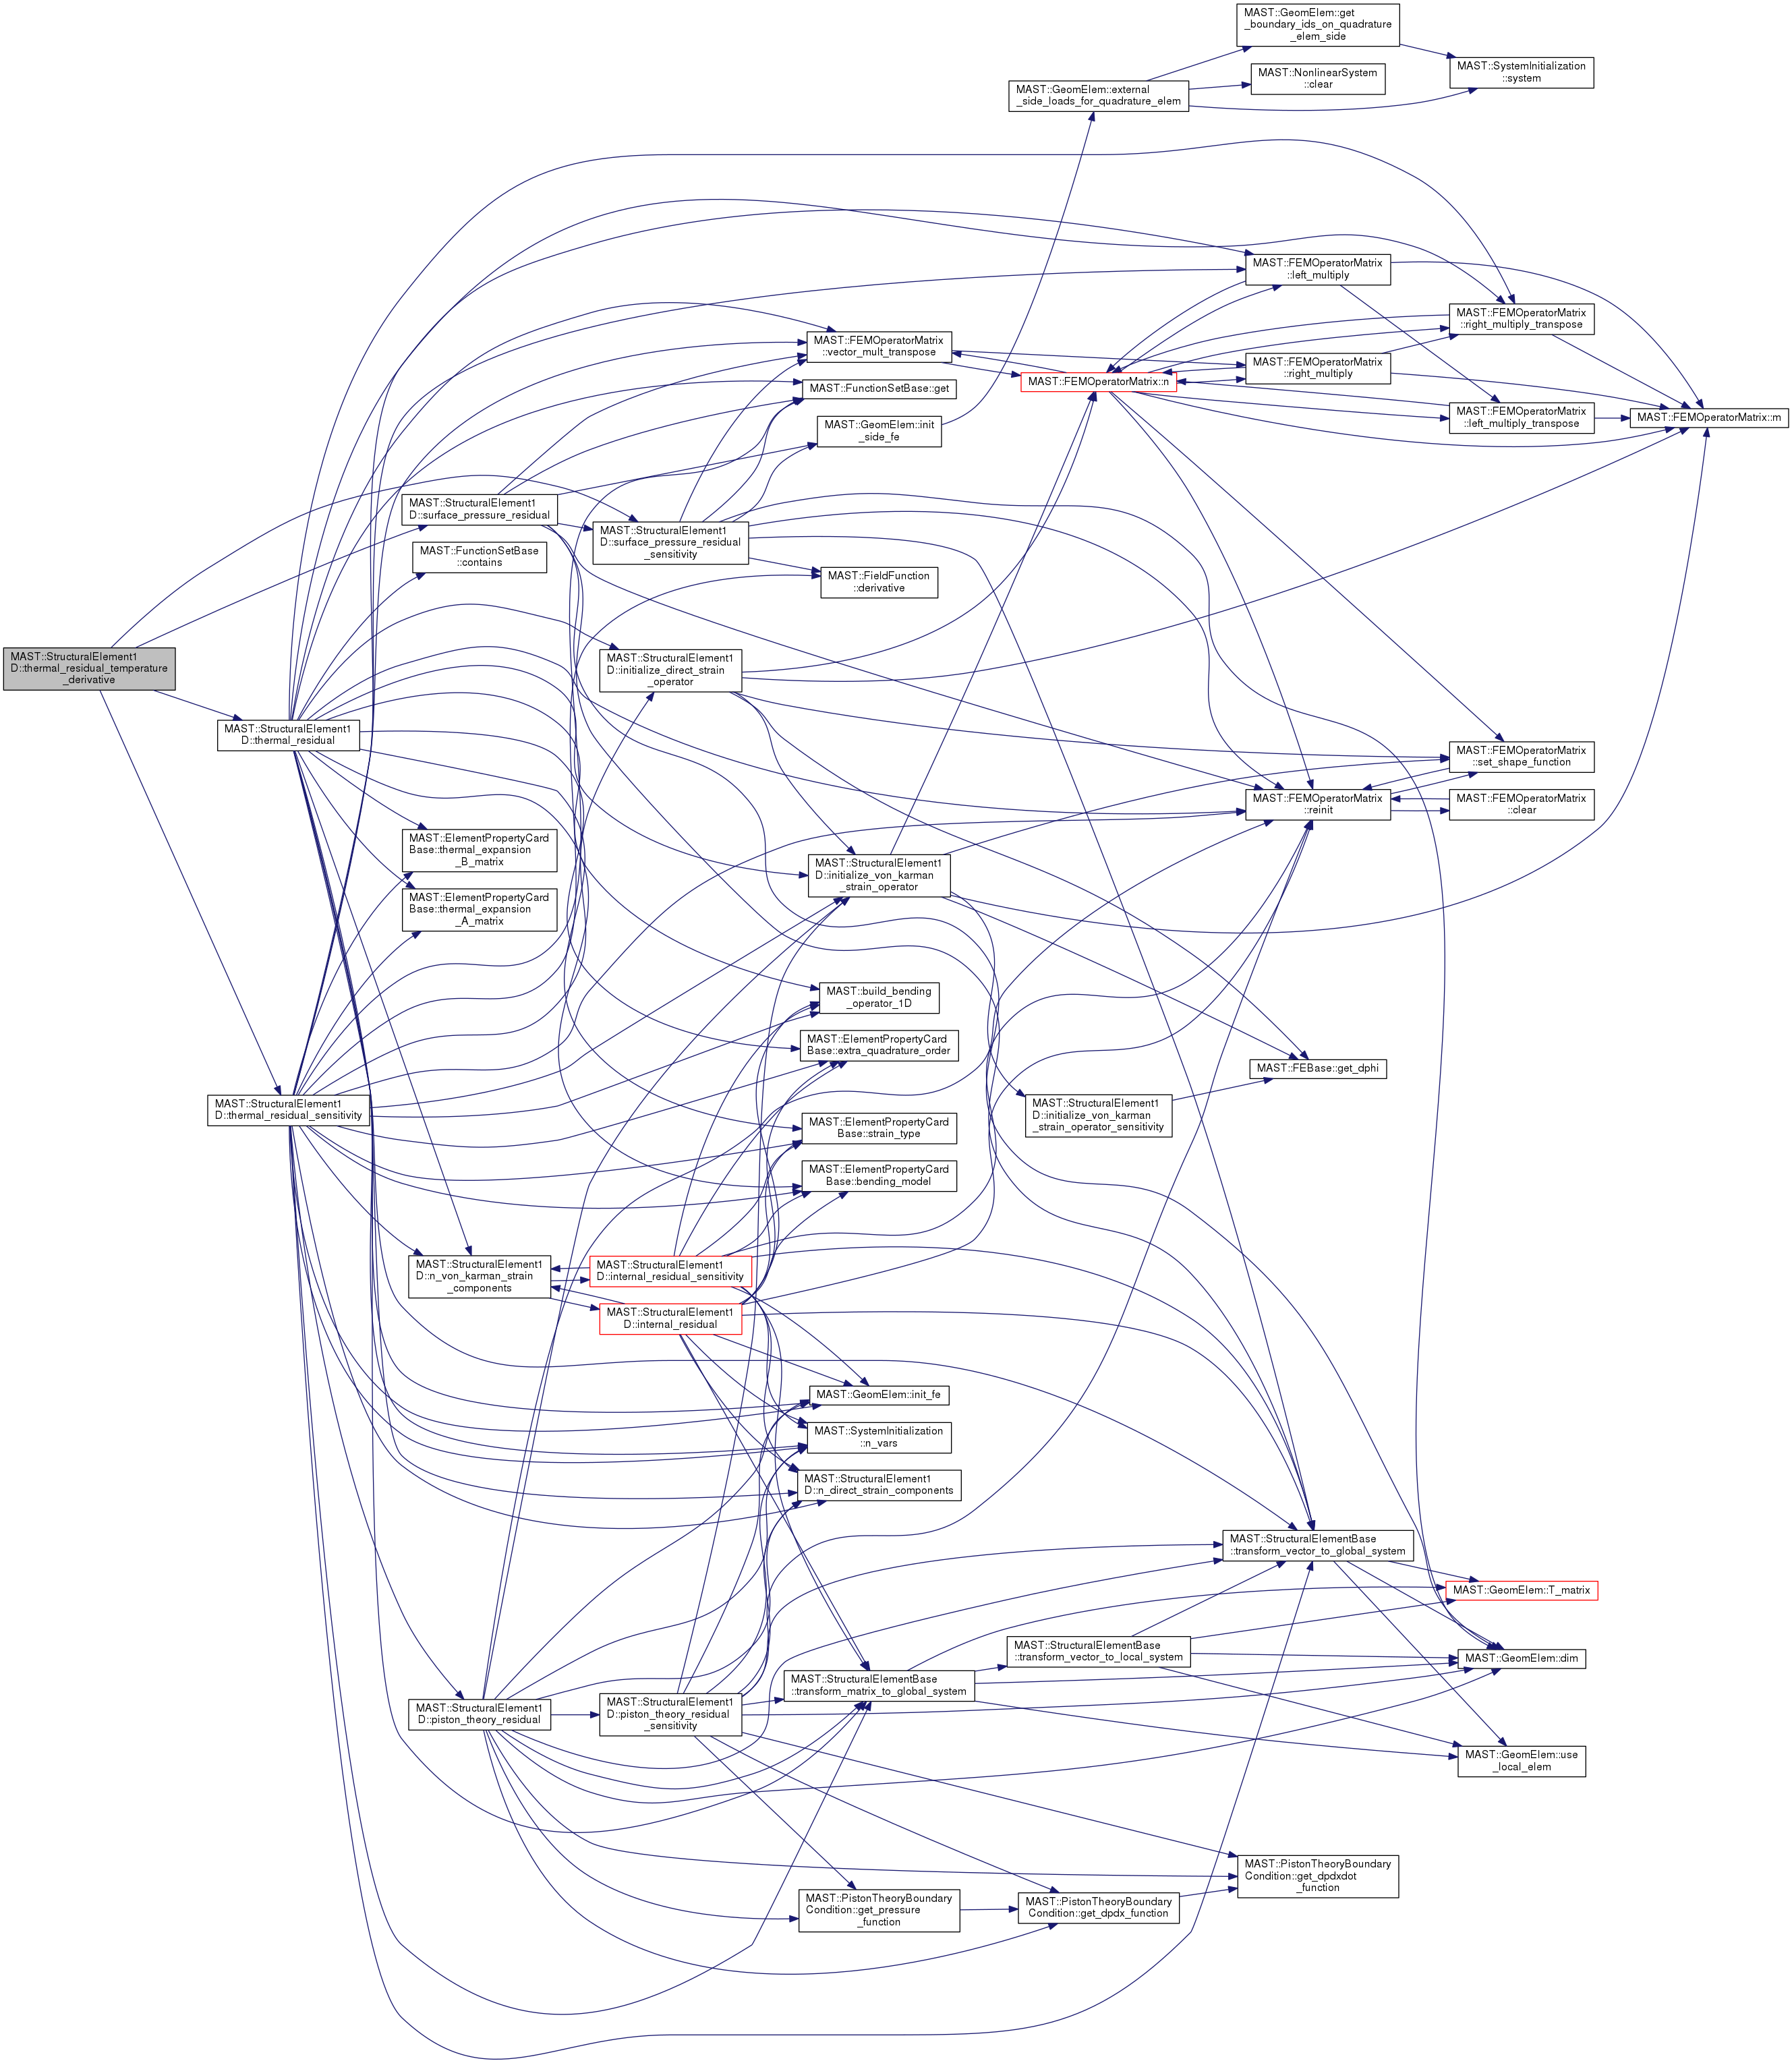 MAST::GeomElem::get
_boundary_ids_on_quadrature
_elem_side
MAST::SystemInitialization
::system
MAST::NonlinearSystem
::clear
MAST::GeomElem::external
_side_loads_for_quadrature_elem
MAST::FEMOperatorMatrix
::left_multiply
MAST::FEMOperatorMatrix
::right_multiply_transpose
MAST::FEMOperatorMatrix
::vector_mult_transpose
MAST::FEMOperatorMatrix
::right_multiply
MAST::FEMOperatorMatrix::n
MAST::FunctionSetBase::get
MAST::FEMOperatorMatrix
::left_multiply_transpose
MAST::FEMOperatorMatrix::m
MAST::GeomElem::init
_side_fe
MAST::StructuralElement1
D::surface_pressure_residual
MAST::StructuralElement1
D::surface_pressure_residual
_sensitivity
MAST::FunctionSetBase
::contains
MAST::FieldFunction
::derivative
MAST::StructuralElement1
D::thermal_residual_temperature
_derivative
MAST::StructuralElement1
D::initialize_direct_strain
_operator
MAST::StructuralElement1
D::thermal_residual
MAST::FEMOperatorMatrix
::set_shape_function
MAST::FEMOperatorMatrix
::reinit
MAST::FEMOperatorMatrix
::clear
MAST::ElementPropertyCard
Base::thermal_expansion
_B_matrix
MAST::StructuralElement1
D::initialize_von_karman
_strain_operator
MAST::ElementPropertyCard
Base::thermal_expansion
_A_matrix
MAST::build_bending
_operator_1D
MAST::ElementPropertyCard
Base::extra_quadrature_order
MAST::FEBase::get_dphi
MAST::StructuralElement1
D::thermal_residual_sensitivity
MAST::StructuralElement1
D::initialize_von_karman
_strain_operator_sensitivity
MAST::ElementPropertyCard
Base::strain_type
MAST::ElementPropertyCard
Base::bending_model
MAST::StructuralElement1
D::n_von_karman_strain
_components
MAST::StructuralElement1
D::internal_residual_sensitivity
MAST::StructuralElement1
D::internal_residual
MAST::GeomElem::init_fe
MAST::SystemInitialization
::n_vars
MAST::StructuralElement1
D::n_direct_strain_components
MAST::StructuralElementBase
::transform_vector_to_global_system
MAST::GeomElem::T_matrix
MAST::StructuralElementBase
::transform_vector_to_local_system
MAST::GeomElem::dim
MAST::StructuralElementBase
::transform_matrix_to_global_system
MAST::StructuralElement1
D::piston_theory_residual
MAST::StructuralElement1
D::piston_theory_residual
_sensitivity
MAST::GeomElem::use
_local_elem
MAST::PistonTheoryBoundary
Condition::get_dpdxdot
_function
MAST::PistonTheoryBoundary
Condition::get_pressure
_function
MAST::PistonTheoryBoundary
Condition::get_dpdx_function